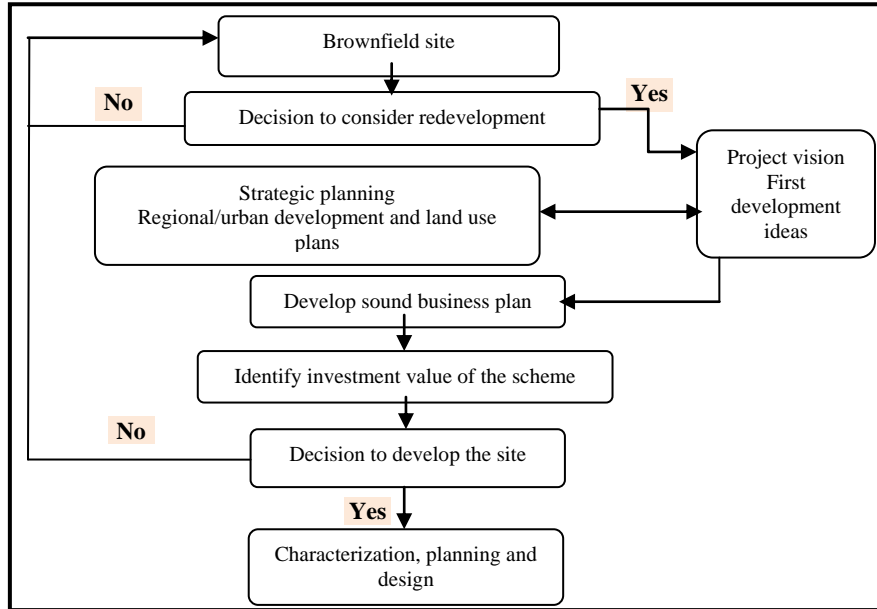 Brownfield site
No
Yes
Decision to consider redevelopment
Project vision
First
development
ideas
Strategic planning
Regional/urban development and land use
plans
Develop sound business plan
Identify investment value of the scheme
No
Decision to develop the site
Yes
Characterization, planning and
design